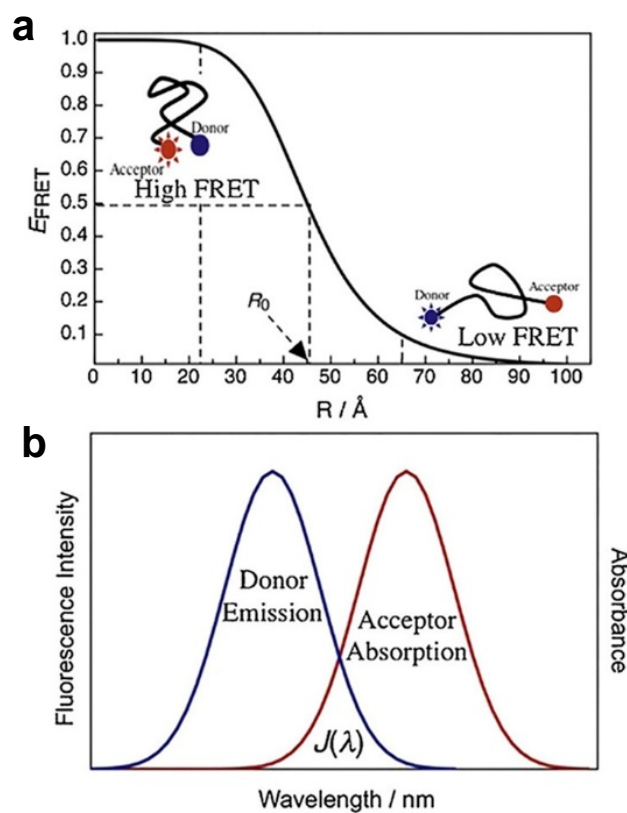 a
1.0
0.9
0.8
0.7
0.6
0.5
0.4
0.3
0.2
0.1
EFRET
Donor
Acceptor
High FRET
R0
Donor
Acceptor
Low FRET
0 10 20 30 40 50 60 70 80 90 100
R / Å
b
Fluorescence Intensity
Donor
Emission
Acceptor
Absorption
J(λ)
Absorbance
Wavelength / nm